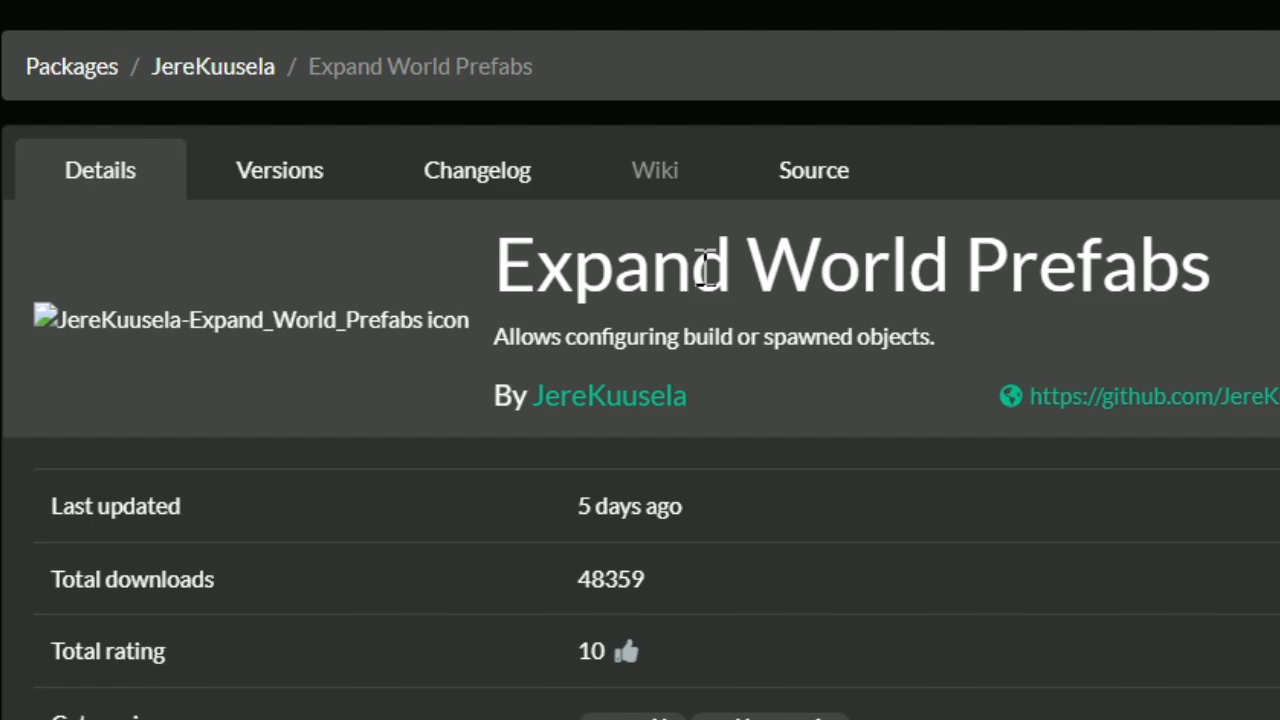 Packages / JereKuusela / Expand World Prefabs
Details Versions Changelog Wiki Source
Expand World Prefabs
JereKuusela-Expand_World_Prefabs icon
Allows configuring build or spawned objects.
By JereKuusela https://github.com/JereK
Last updated 5 days ago
Total downloads 48359
Total rating 10